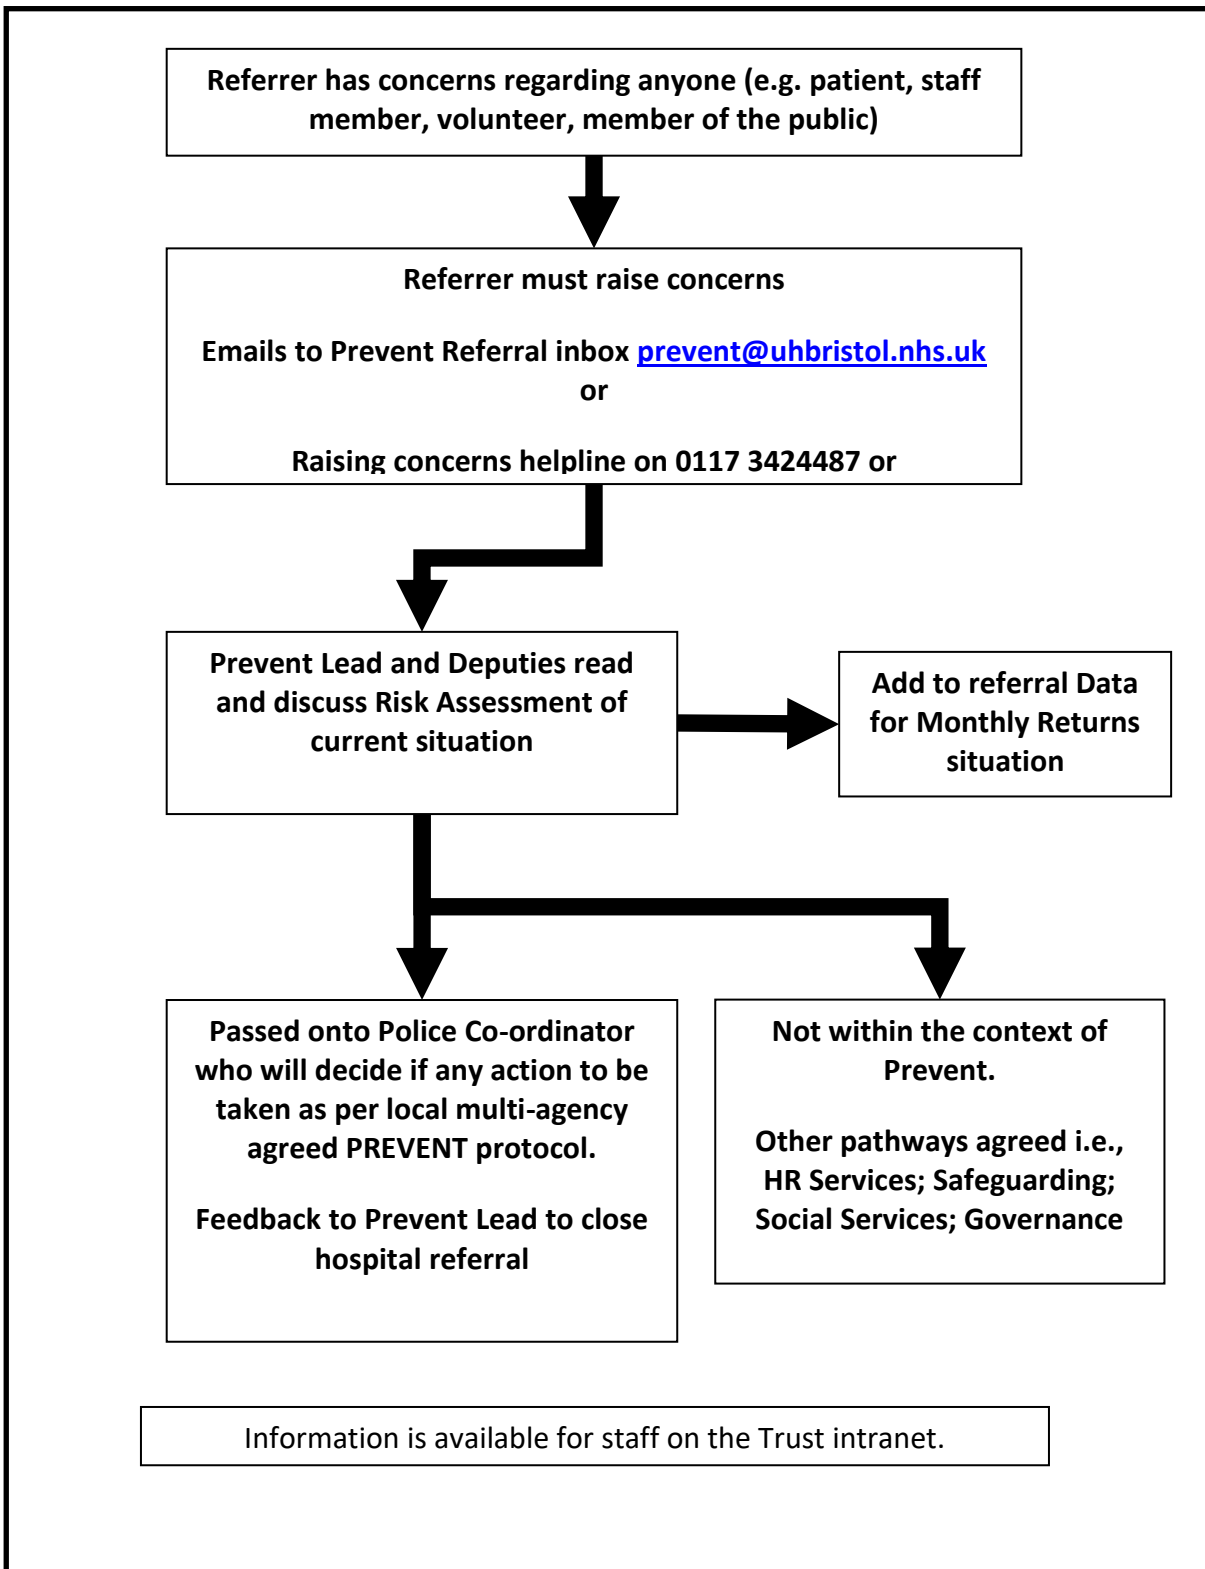 Referrer has concerns regarding anyone (e.g. patient, staff
member, volunteer, member of the public)
Referrer must raise concerns
Emails to Prevent Referral inbox prevent@uhbristol.nhs.uk
or
Raising concerns helpline on 0117 3424487 or
Prevent Lead and Deputies read
and discuss Risk Assessment of
current situation
Add to referral Data
for Monthly Returns
situation
Passed onto Police Co-ordinator
who will decide if any action to be
taken as per local multi-agency
agreed PREVENT protocol.
Feedback to Prevent Lead to close
hospital referral
Not within the context of
Prevent.
Other pathways agreed i.e.,
HR Services; Safeguarding;
Social Services; Governance
Information is available for staff on the Trust intranet.